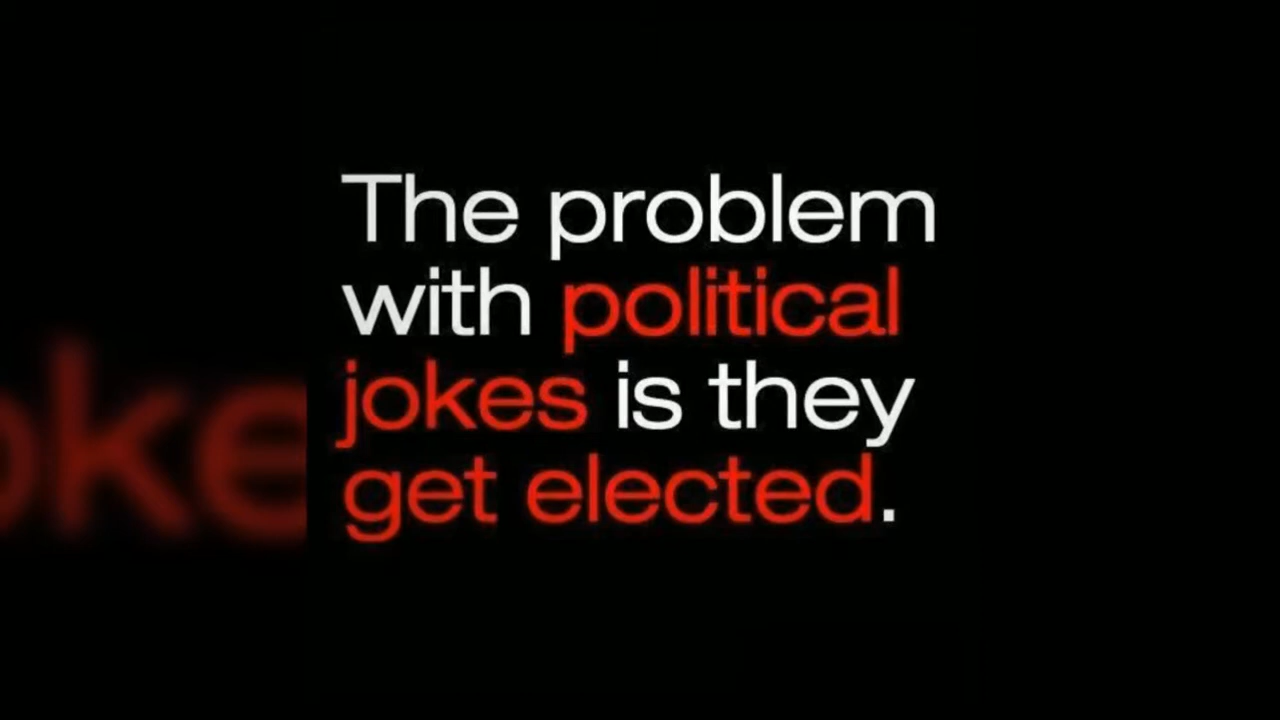 The problem
with political
jokes is they
get elected.